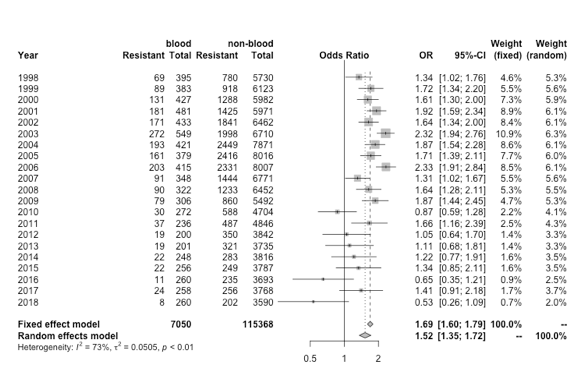 blood non-blood Weight Weight
Year Resistant Total Resistant Total Odds Ratio OR 95%-CI (fixed) (random)
1998 69 395 780 5730 1.34 [1.02; 1.76] 4.6% 5.3%
1999 89 383 918 6123 1.72 [1.34; 2.20] 5.5% 5.5%
2000 131 427 1288 5982 1.61 [1.30; 2.00] 7.3% 5.9%
2001 181 481 1425 5971 1.92 [1.59; 2.34] 8.9% 6.1%
2002 171 433 1841 6462 1.64 [1.34; 2.00] 8.4% 6.0%
2003 272 549 1998 6710 2.32 [1.94; 2.76] 10.9% 6.3%
2004 193 421 2449 7871 1.87 [1.54; 2.28] 8.6% 6.1%
2005 161 379 2416 8016 1.71 [1.39; 2.11] 7.7% 6.0%
2006 203 415 2331 8007 2.33 [1.91; 2.84] 8.5% 6.1%
2007 91 348 1444 6771 1.31 [1.02; 1.67] 5.5% 5.6%
2008 90 322 1233 6452 1.64 [1.28; 2.11] 5.3% 5.5%
2009 79 306 860 5492 1.87 [1.44; 2.45] 4.7% 5.3%
2010 30 272 588 4704 0.87 [0.59; 1.28] 2.2% 4.1%
2011 37 236 487 4846 1.66 [1.16; 2.39] 2.5% 4.4%
2012 19 200 350 3842 1.05 [0.64; 1.70] 1.4% 3.3%
2013 19 201 321 3735 1.11 [0.68; 1.81] 1.4% 3.3%
2014 22 248 283 3816 1.22 [0.77; 1.91] 1.6% 3.6%
2015 22 256 249 3787 1.34 [0.85; 2.11] 1.6% 3.6%
2016 11 260 235 3693 0.65 [0.35; 1.21] 0.9% 2.4%
2017 24 258 256 3768 1.41 [0.91; 2.18] 1.7% 3.7%
2018 8 260 202 3590 0.53 [0.26; 1.09] 0.7% 2.0%
Fixed effect model 7050 115368 1.69 [1.60; 1.79] 100.0% --
Random effects model 1.52 [1.35; 1.72] -- 100.0%
Heterogeneity: I² = 73%, τ² = 0.0505, p < 0.01
0.5 1 2